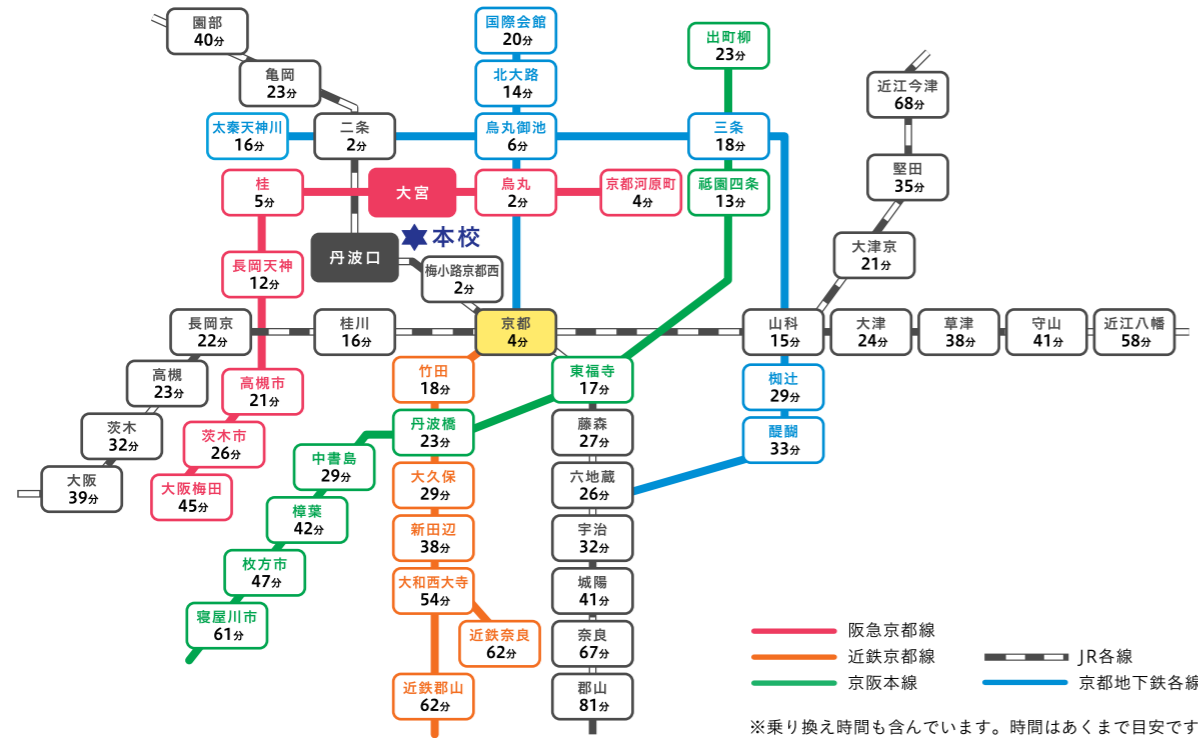 園部
40分
亀岡
23分
国際会館
20分
北大路
14分
出町柳
23分
近江今津
68分
太秦天神川
16分
二条
2分
烏丸御池
6分
三条
18分
堅田
35分
桂
5分
大宮
烏丸
2分
京都河原町
4分
祗園四条
13分
本校
丹波口
大津京
21分
長岡天神
12分
梅小路京都西
2分
長岡京
22分
桂川
16分
京都
4分
山科
15分
大津
24分
草津
38分
守山
41分
近江八幡
58分
高槻
23分
高槻市
21分
竹田
18分
東福寺
17分
椥辻
29分
茨木
32分
茨木市
26分
丹波橋
23分
藤森
27分
醍醐
33分
大阪
39分
大阪梅田
45分
中書島
29分
大久保
29分
六地蔵
26分
樟葉
42分
新田辺
38分
宇治
32分
枚方市
47分
大和西大寺
54分
城陽
41分
寝屋川市
61分
近鉄奈良
62分
奈良
67分
近鉄郡山
62分
郡山
81分
阪急京都線
近鉄京都線
京阪本線
JR各線
京都地下鉄各線
※乗り換え時間も含んでいます。時間はあくまで目安です